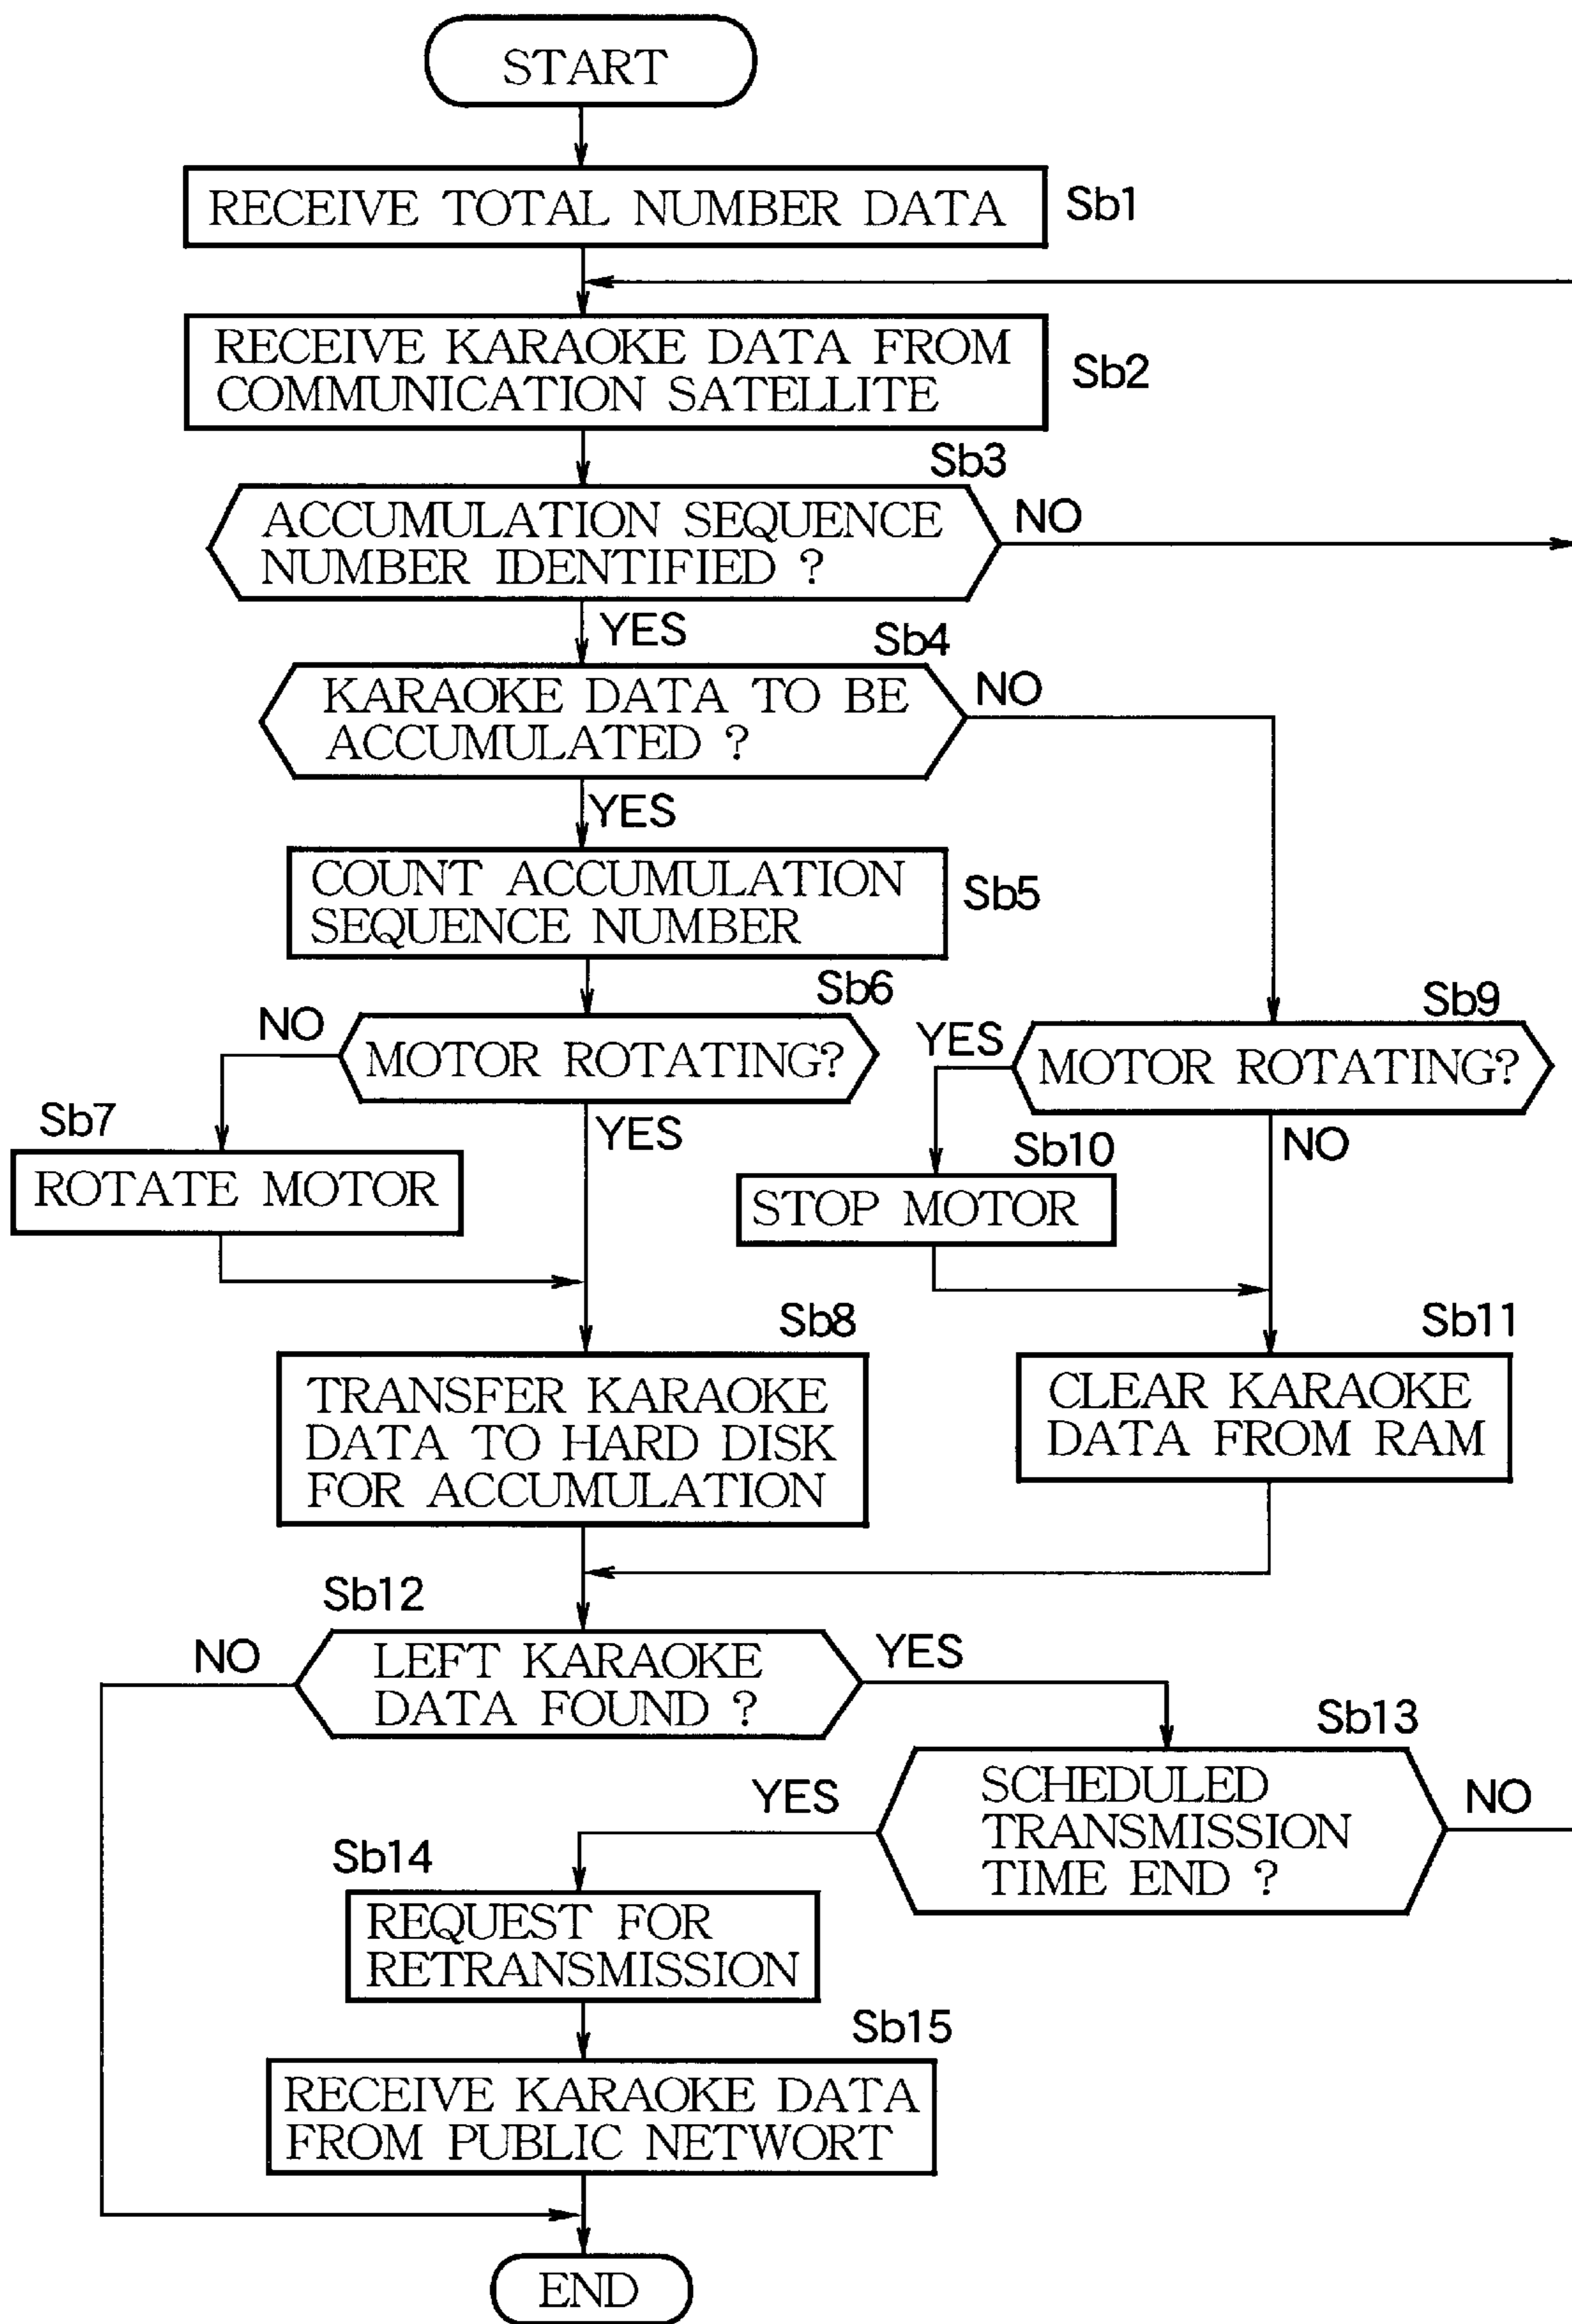 START
RECEIVE TOTAL NUMBER DATA
Sb1
RECEIVE KARAOKE DATA FROM
COMMUNICATION SATELLITE
Sb2
Sb3
ACCUMULATION SEQUENCE
NUMBER IDENTIFIED ?
NO
YES
Sb4
KARAOKE DATA TO BE
ACCUMULATED ?
NO
YES
COUNT ACCUMULATION
SEQUENCE NUMBER
Sb5
Sb6
NO
MOTOR ROTATING?
YES
Sb7
ROTATE MOTOR
Sb9
YES
MOTOR ROTATING?
NO
Sb10
STOP MOTOR
Sb8
TRANSFER KARAOKE
DATA TO HARD DISK
FOR ACCUMULATION
Sb11
CLEAR KARAOKE
DATA FROM RAM
Sb12
NO
LEFT KARAOKE
DATA FOUND ?
YES
Sb13
YES
SCHEDULED
TRANSMISSION
TIME END ?
NO
Sb14
REQUEST FOR
RETRANSMISSION
Sb15
RECEIVE KARAOKE DATA
FROM PUBLIC NETWORT
END